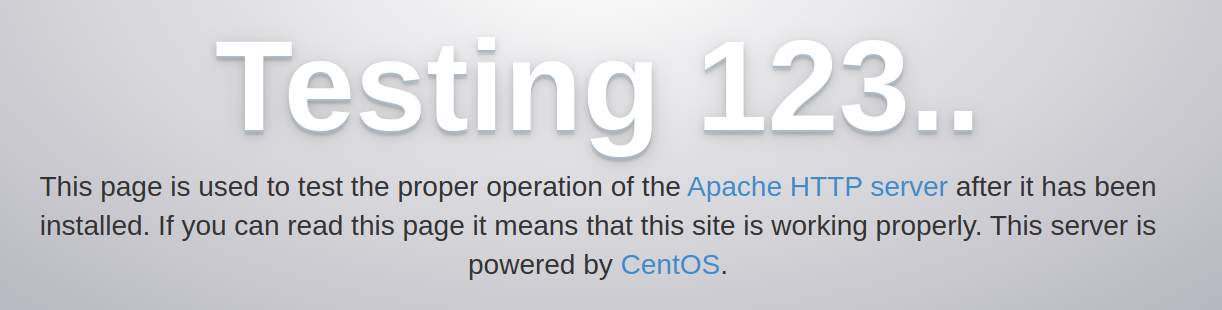 Testing 123..
This page is used to test the proper operation of the Apache HTTP server after it has been
installed. If you can read this page it means that this site is working properly. This server is
powered by CentOS.